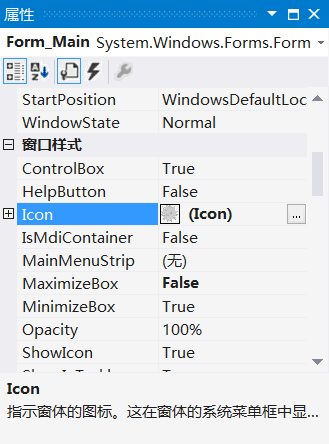 属性
Form_Main System.Windows.Forms.Form
StartPosition WindowsDefaultLoc
WindowState Normal
窗口样式
ControlBox True
HelpButton False
Icon (Icon) ...
IsMdiContainer False
MainMenuStrip (无)
MaximizeBox False
MinimizeBox True
Opacity 100%
ShowIcon True
Icon
指示窗体的图标。这在窗体的系统菜单框中显...